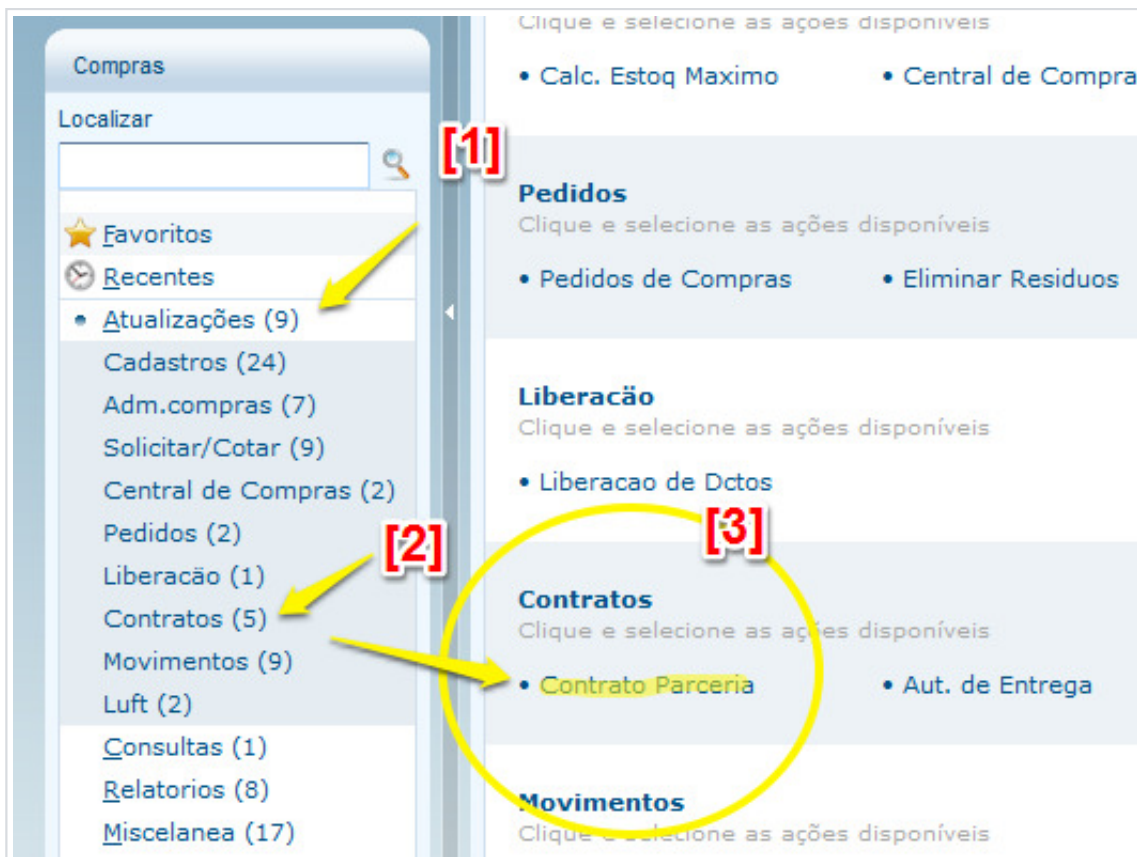 Compras
Localizar
[1]
Favoritos
Recentes
• Atualizações (9)
Cadastros (24)
Adm.compras (7)
Solicitar/Cotar (9)
Central de Compras (2)
Pedidos (2)
[2]
Liberacäo (1)
Contratos (5)
Movimentos (9)
Luft (2)
Consultas (1)
Relatorios (8)
Miscelanea (17)
Clique e selecione as ações disponíveis
• Calc. Estoq Maximo • Central de Compra
Pedidos
Clique e selecione as ações disponíveis
• Pedidos de Compras • Eliminar Residuos
Liberacäo
Clique e selecione as ações disponíveis
• Liberacao de Dctos
[3]
Contratos
Clique e selecione as ações disponíveis
• Contrato Parceria • Aut. de Entrega
Movimentos
Clique e selecione as ações disponíveis